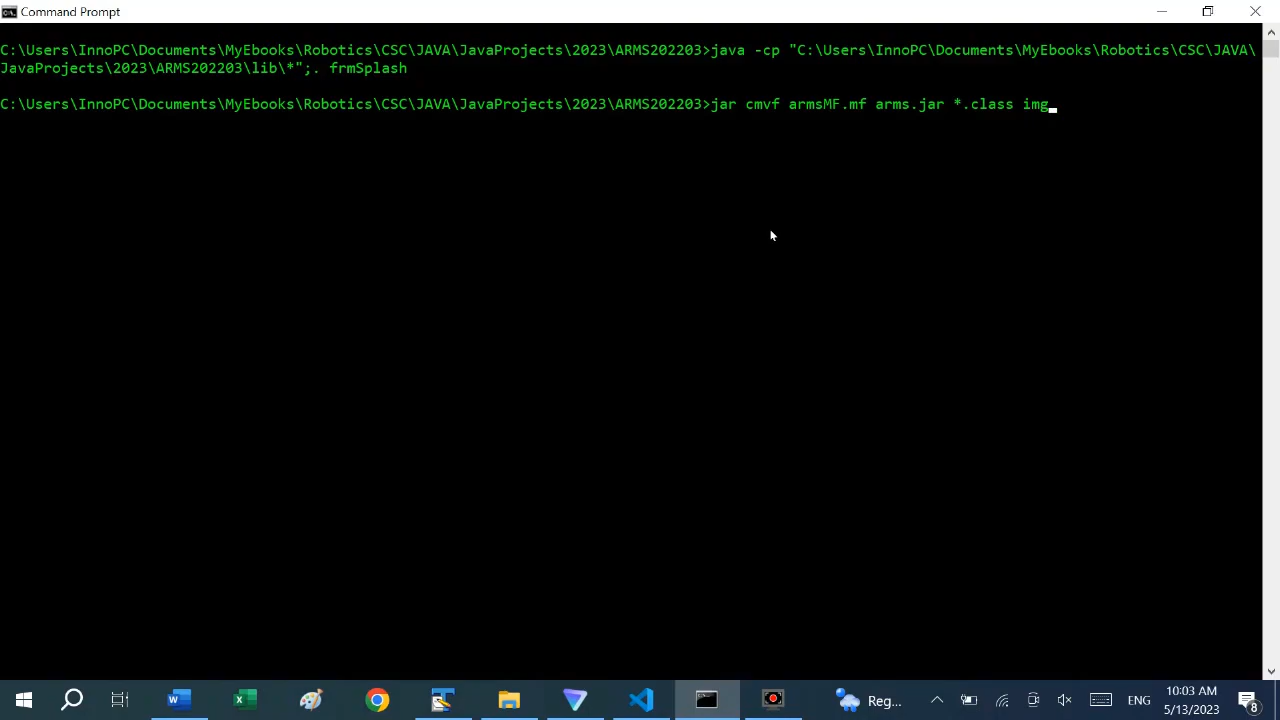 Command Prompt
C:\Users\InnoPC\Documents\MyEbooks\Robotics\CSC\JAVA\JavaProjects\2023\ARMS202203>java -cp "C:\Users\InnoPC\Documents\MyEbooks\Robotics\CSC\JAVA\
JavaProjects\2023\ARMS202203\lib\*";. frmSplash
C:\Users\InnoPC\Documents\MyEbooks\Robotics\CSC\JAVA\JavaProjects\2023\ARMS202203>jar cmvf armsMF.mf arms.jar *.class img
Reg...
ENG
10:03 AM
5/13/2023
8